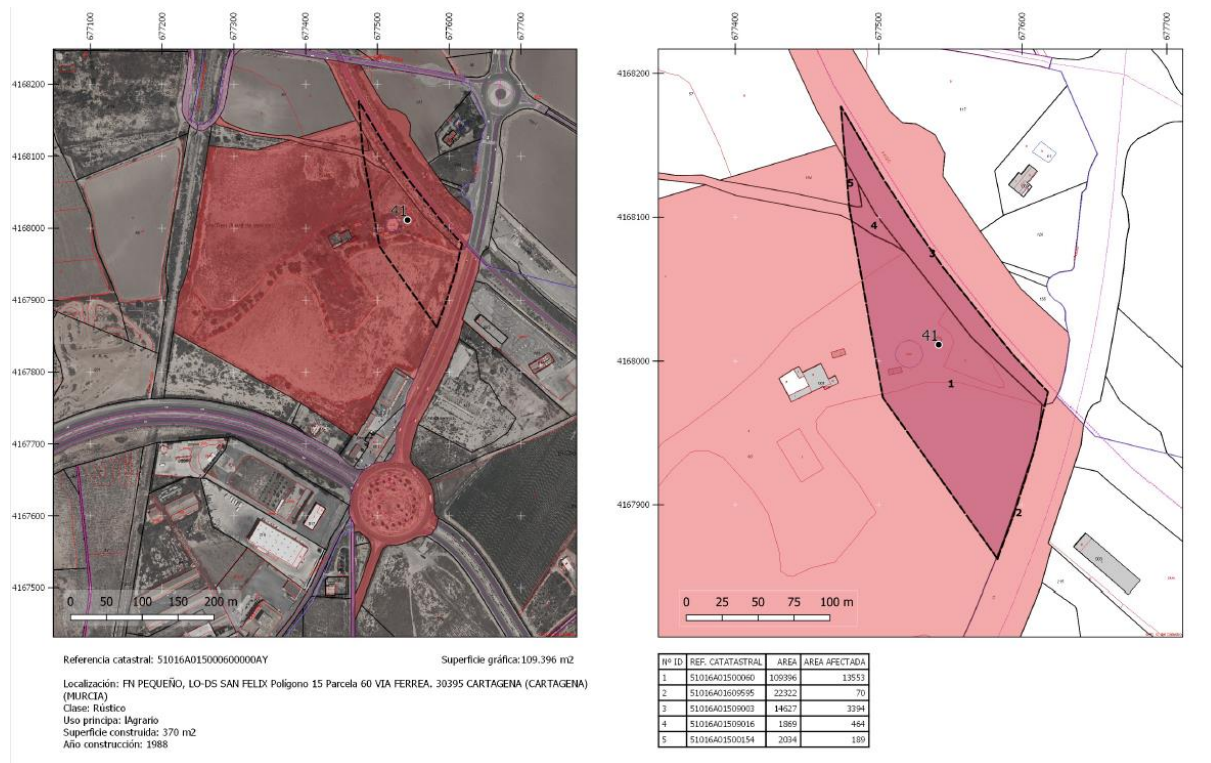 677100 677200 677300 677400 677500 677600 677700
677400 677500 677600 677700
4168200
4168100
4168000
4167900
4167800
4167700
4167600
4167500
41
0 50 100 150 200 m
4168200
4168100
4168000
4167900
5
4
3
41
1
2
0 25 50 75 100 m
Referencia catastral: 51016A015000600000AY Superficie gráfica:109.396 m2
Localización: FN PEQUEÑO, LO-DS SAN FELIX Polígono 15 Parcela 60 VIA FERREA. 30395 CARTAGENA (CARTAGENA)
(MURCIA)
Clase: Rústico
Uso principa: lAgrario
Superficie construida: 370 m2
Año construcción: 1988
Nº ID REF. CATATASTRAL AREA AREA AFECTADA
1 51016A01500060 109396 13553
2 51016A01609595 22322 70
3 51016A01509003 14627 3394
4 51016A01509016 1869 464
5 51016A01500154 2034 189